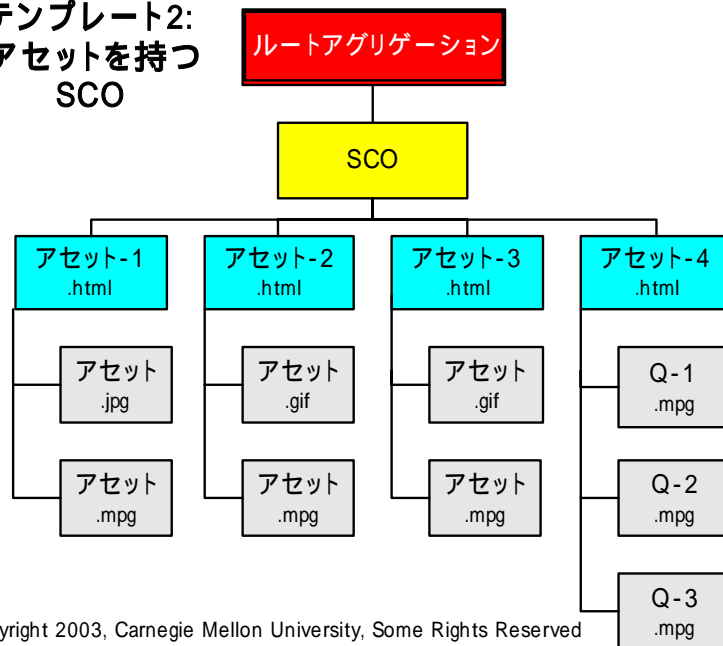 テンプレート2:
アセットを持つ
SCO
ルートアグリゲーション
SCO
アセット-1
.html
アセット-2
.html
アセット-3
.html
アセット-4
.html
アセット
.jpg
アセット
.gif
アセット
.gif
Q-1
.mpg
アセット
.mpg
アセット
.mpg
アセット
.mpg
Q-2
.mpg
Q-3
.mpg
yright 2003, Carnegie Mellon University, Some Rights Reserved